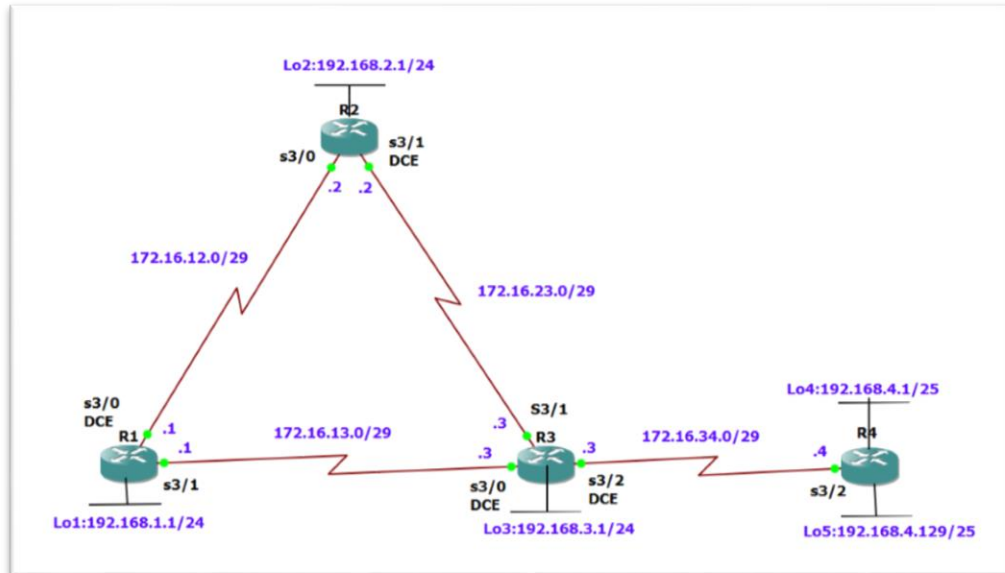 Lo2:192.168.2.1/24
R2
s3/0
s3/1
DCE
.2
.2
172.16.12.0/29
172.16.23.0/29
s3/0
DCE
R1
.1
.1
s3/1
Lo1:192.168.1.1/24
172.16.13.0/29
S3/1
.3
R3
.3
.3
s3/0
DCE
s3/2
DCE
Lo3:192.168.3.1/24
172.16.34.0/29
Lo4:192.168.4.1/25
R4
.4
s3/2
Lo5:192.168.4.129/25